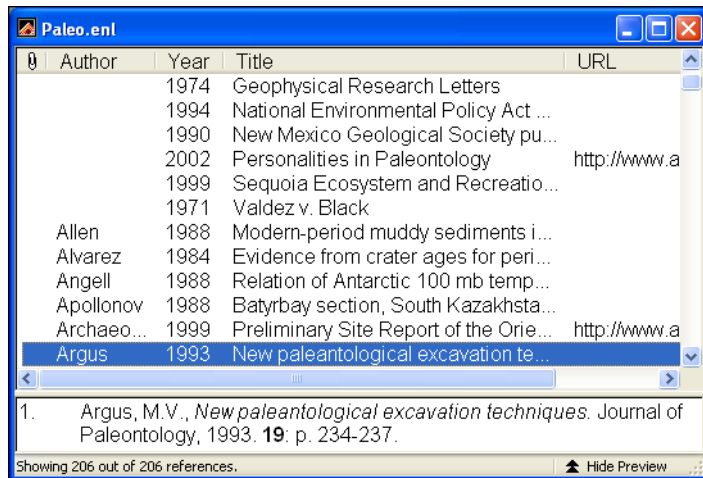 Paleo.enl
Author Year Title URL
1974 Geophysical Research Letters
1994 National Environmental Policy Act ...
1990 New Mexico Geological Society pu...
2002 Personalities in Paleontology http://www.a
1999 Sequoia Ecosystem and Recreatio...
1971 Valdez v. Black
Allen 1988 Modern-period muddy sediments i...
Alvarez 1984 Evidence from crater ages for peri...
Angell 1988 Relation of Antarctic 100 mb temp...
Apollonov 1988 Batyrbay section, South Kazakhsta...
Archaeo... 1999 Preliminary Site Report of the Orie... http://www.a
Argus 1993 New paleantological excavation te...
1. Argus, M.V., New paleantological excavation techniques. Journal of
Paleontology, 1993. 19: p. 234-237.
Showing 206 out of 206 references. Hide Preview